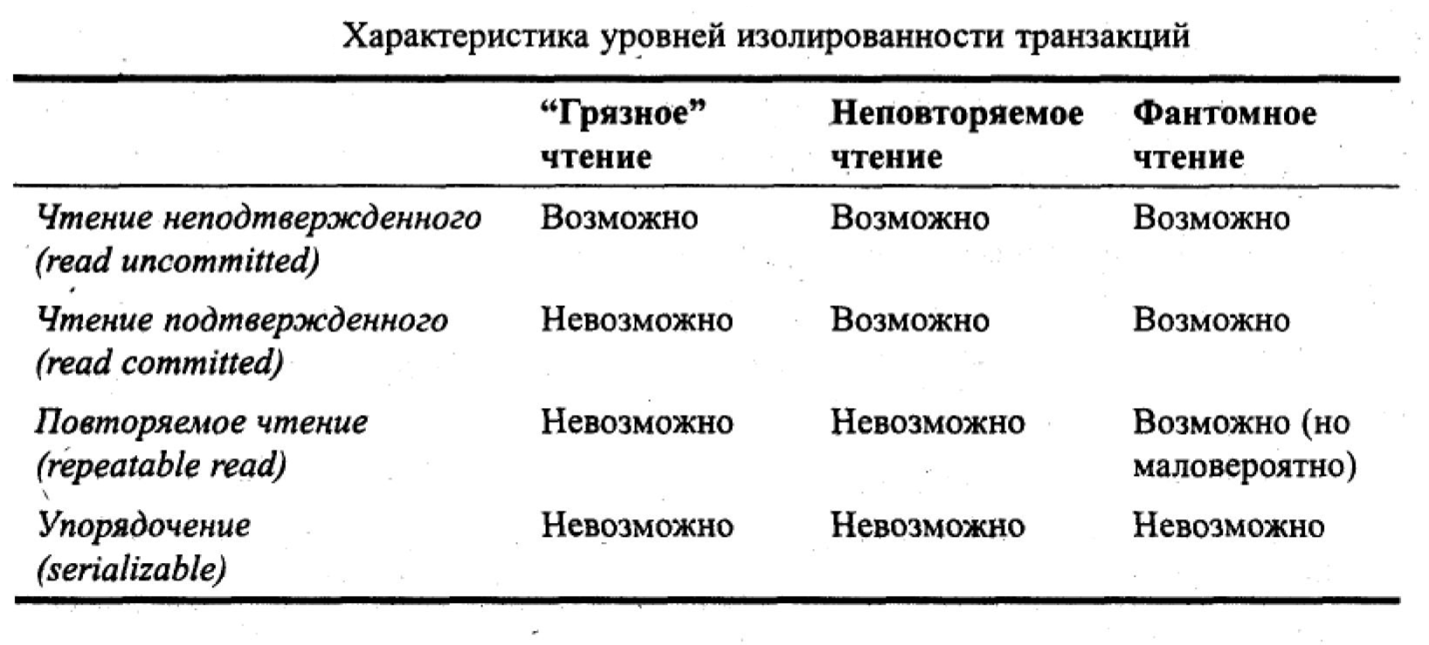 Характеристика уровней изолированности транзакций
“Грязное” чтение Неповторяемое чтение Фантомное чтение
Чтение неподтвержденного (read uncommitted) Возможно Возможно Возможно
Чтение подтвержденного (read committed) Невозможно Возможно Возможно
Повторяемое чтение (repeatable read) Невозможно Невозможно Возможно (но маловероятно)
Упорядочение (serializable) Невозможно Невозможно Невозможно